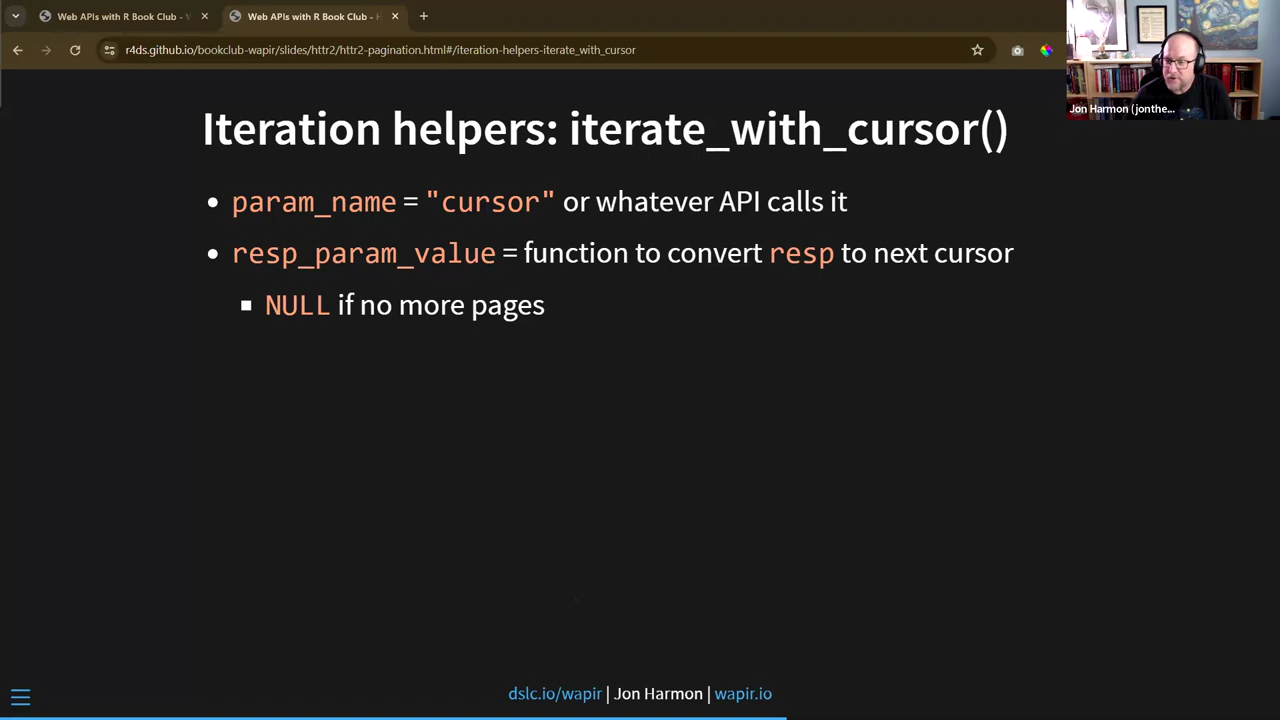 Web APIs with R Book Club -
Web APIs with R Book Club -
r4ds.github.io/bookclub-wapir/slides/httr2/httr2-pagination.html#/iteration-helpers-iterate_with_cursor
Jon Harmon (jonthe...
Iteration helpers: iterate_with_cursor()
• param_name = "cursor" or whatever API calls it
• resp_param_value = function to convert resp to next cursor
▪ NULL if no more pages
dslc.io/wapir | Jon Harmon | wapir.io